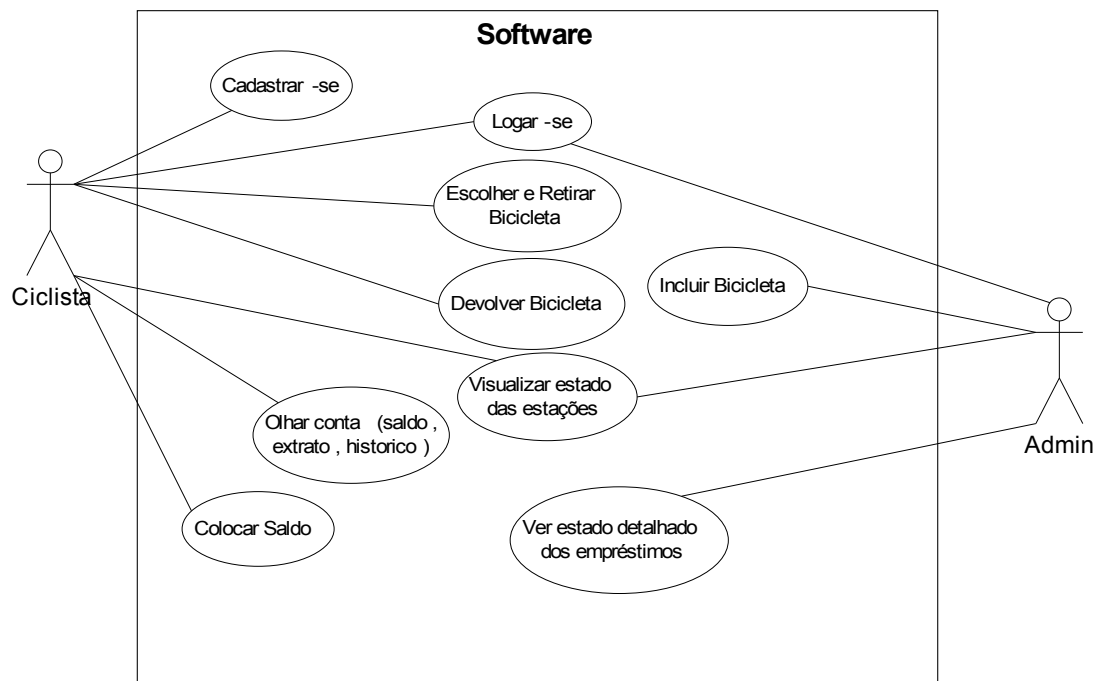 Software
Cadastrar -se
Logar -se
Escolher e Retirar
Bicicleta
Ciclista
Devolver Bicicleta
Incluir Bicicleta
Visualizar estado
das estações
Olhar conta (saldo ,
extrato , historico )
Admin
Colocar Saldo
Ver estado detalhado
dos empréstimos